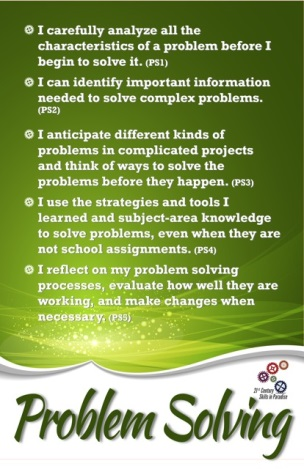 I carefully analyze all the
characteristics of a problem before I
begin to solve it. (PS1)
I can identify important information
needed to solve complex problems.
(PS2)
I anticipate different kinds of
problems in complicated projects
and think of ways to solve the
problems before they happen. (PS3)
I use the strategies and tools I
learned and subject-area knowledge
to solve problems, even when they are
not school assignments. (PS4)
I reflect on my problem solving
processes, evaluate how well they are
working, and make changes when
necessary. (PS5)
21st Century
Skills in Paradise
Problem Solving